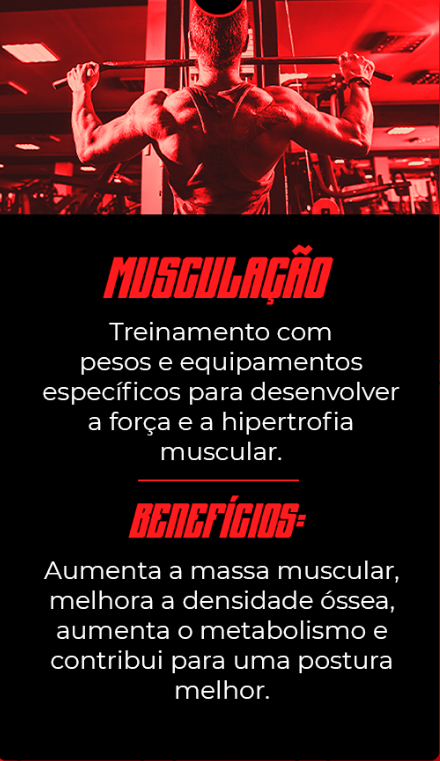 MUSCULAÇÃO
Treinamento com
pesos e equipamentos
específicos para desenvolver
a força e a hipertrofia
muscular.
BENEFÍCIOS:
Aumenta a massa muscular,
melhora a densidade óssea,
aumenta o metabolismo e
contribui para uma postura
melhor.